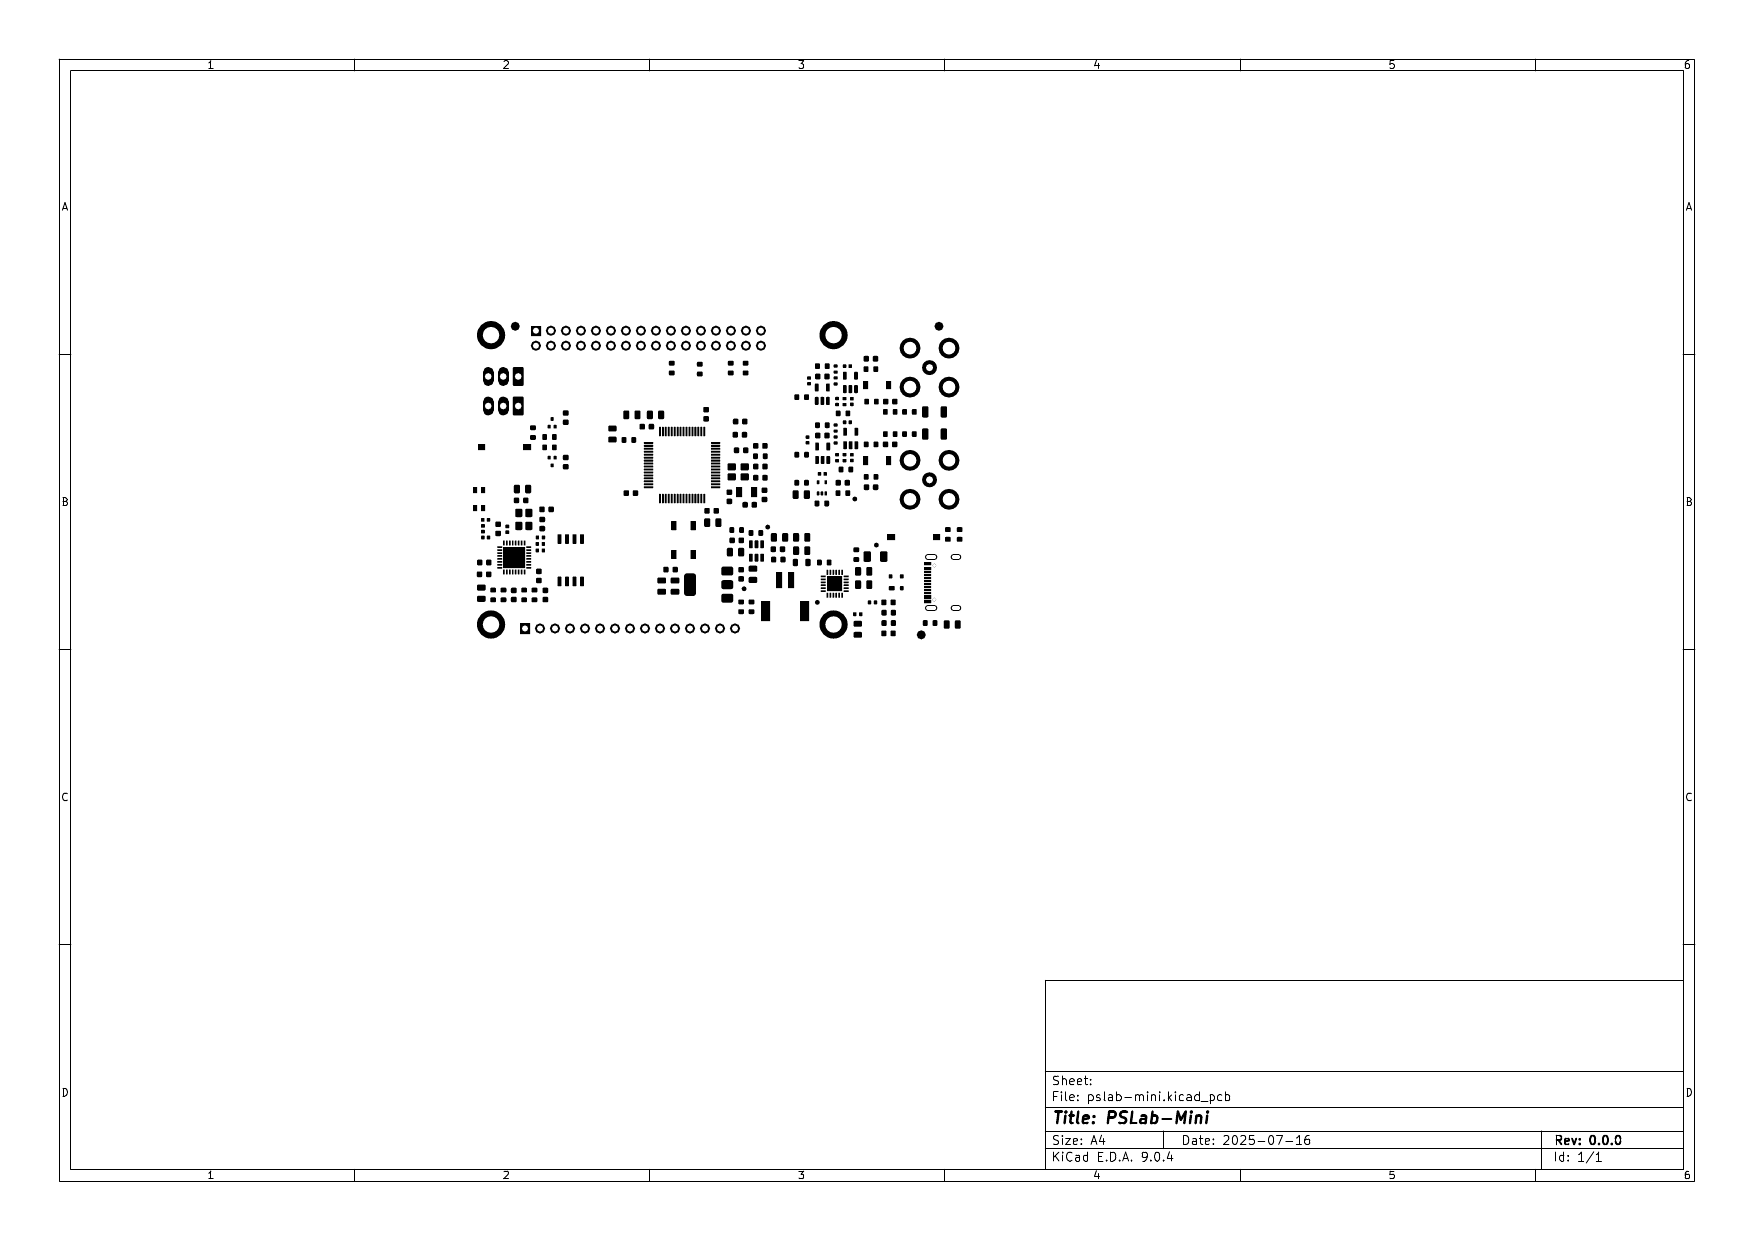 1 2 3 4 5 6
A A
B B
C C
D D
Sheet:
File: pslab-mini.kicad_pcb
Title: PSLab-Mini
Size: A4 Date: 2025-07-16 Rev: 0.0.0
KiCad E.D.A. 9.0.4 Id: 1/1
1 2 3 4 5 6